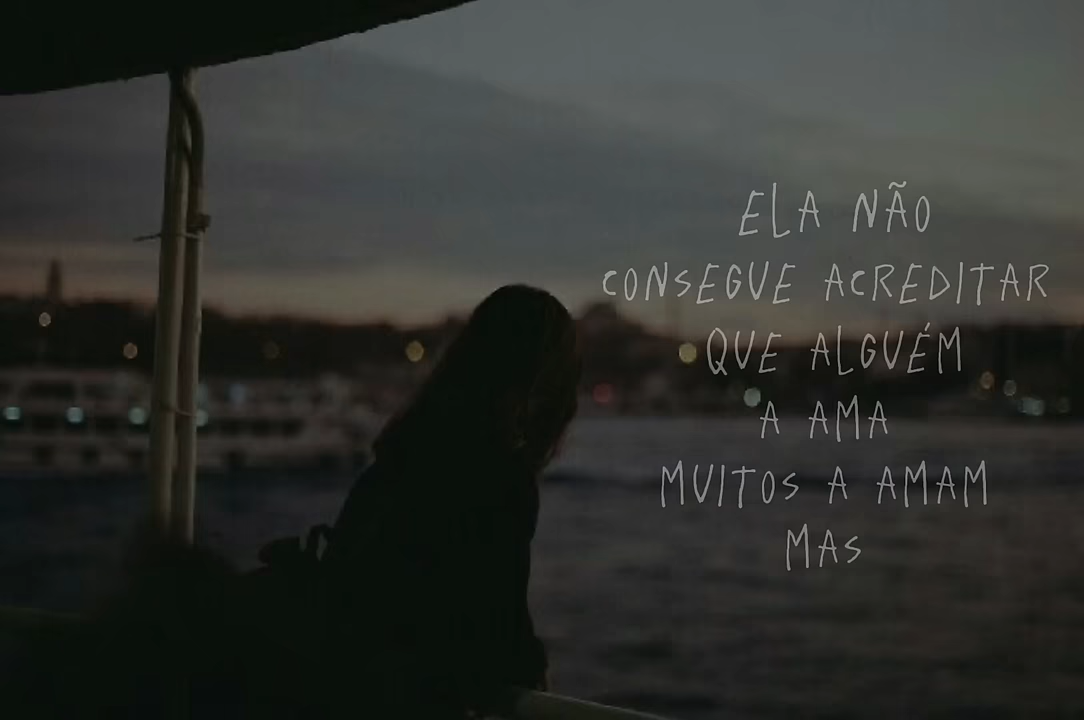 ELA NÃO
CONSEGUE ACREDITAR
QUE ALGUÉM
A AMA
MUITOS A AMAM
MAS